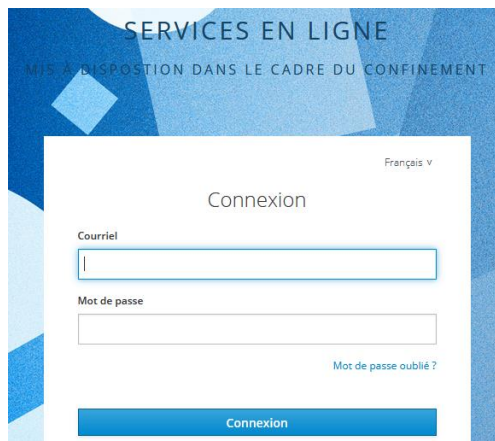 SERVICES EN LIGNE
MIS À DISPOSTION DANS LE CADRE DU CONFINEMENT
Français ∨
Connexion
Courriel
Mot de passe
Mot de passe oublié ?
Connexion